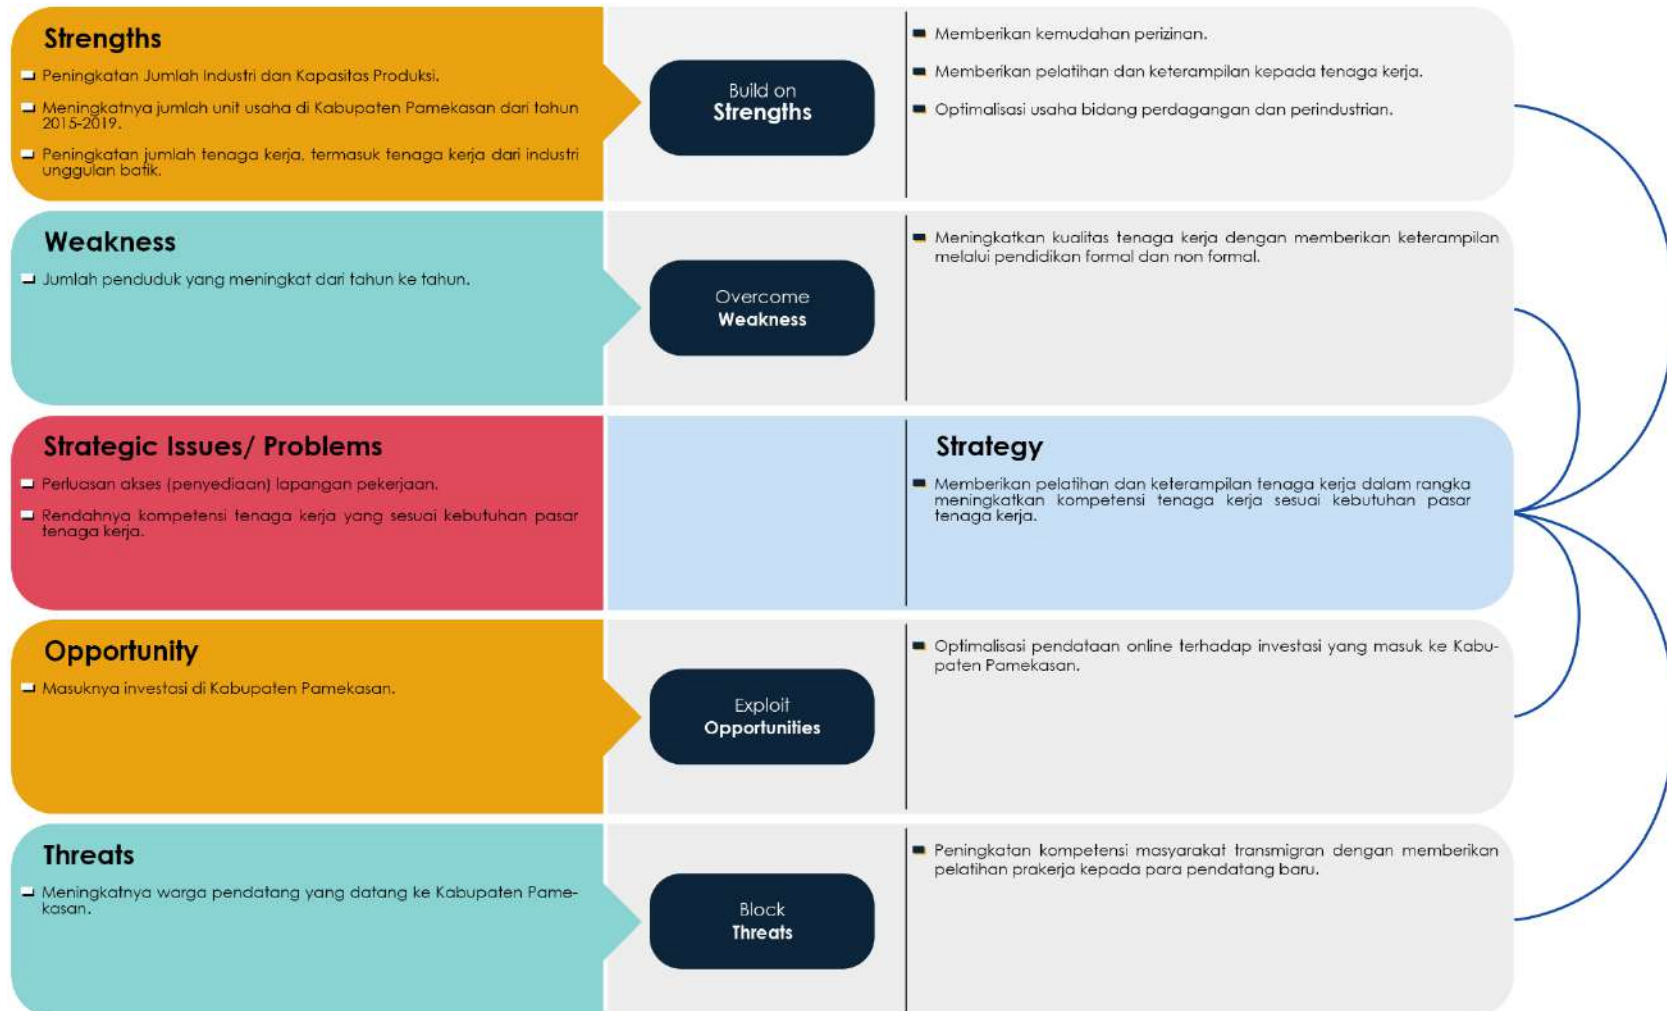 Strengths
Peningkatan Jumlah Industri dan Kapasitas Produksi.
Meningkatnya jumlah unit usaha di Kabupaten Pamekasan dari tahun
2015-2019.
Peningkatan jumlah tenaga kerja, termasuk tenaga kerja dari industri
unggulan batik.
Build on
Strengths
Memberikan kemudahan perizinan.
Memberikan pelatihan dan keterampilan kepada tenaga kerja.
Optimalisasi usaha bidang perdagangan dan perindustrian.
Weakness
Jumlah penduduk yang meningkat dari tahun ke tahun.
Overcome
Weakness
Meningkatkan kualitas tenaga kerja dengan memberikan keterampilan
melalui pendidikan formal dan non formal.
Strategic Issues/ Problems
Perluasan akses (penyediaan) lapangan pekerjaan.
Rendahnya kompetensi tenaga kerja yang sesuai kebutuhan pasar
tenaga kerja.
Strategy
Memberikan pelatihan dan keterampilan tenaga kerja dalam rangka
meningkatkan kompetensi tenaga kerja sesuai kebutuhan pasar
tenaga kerja.
Opportunity
Masuknya investasi di Kabupaten Pamekasan.
Exploit
Opportunities
Optimalisasi pendataan online terhadap investasi yang masuk ke Kabu-
paten Pamekasan.
Threats
Meningkatnya warga pendatang yang datang ke Kabupaten Pame-
kasan.
Block
Threats
Peningkatan kompetensi masyarakat transmigran dengan memberikan
pelatihan prakerja kepada para pendatang baru.